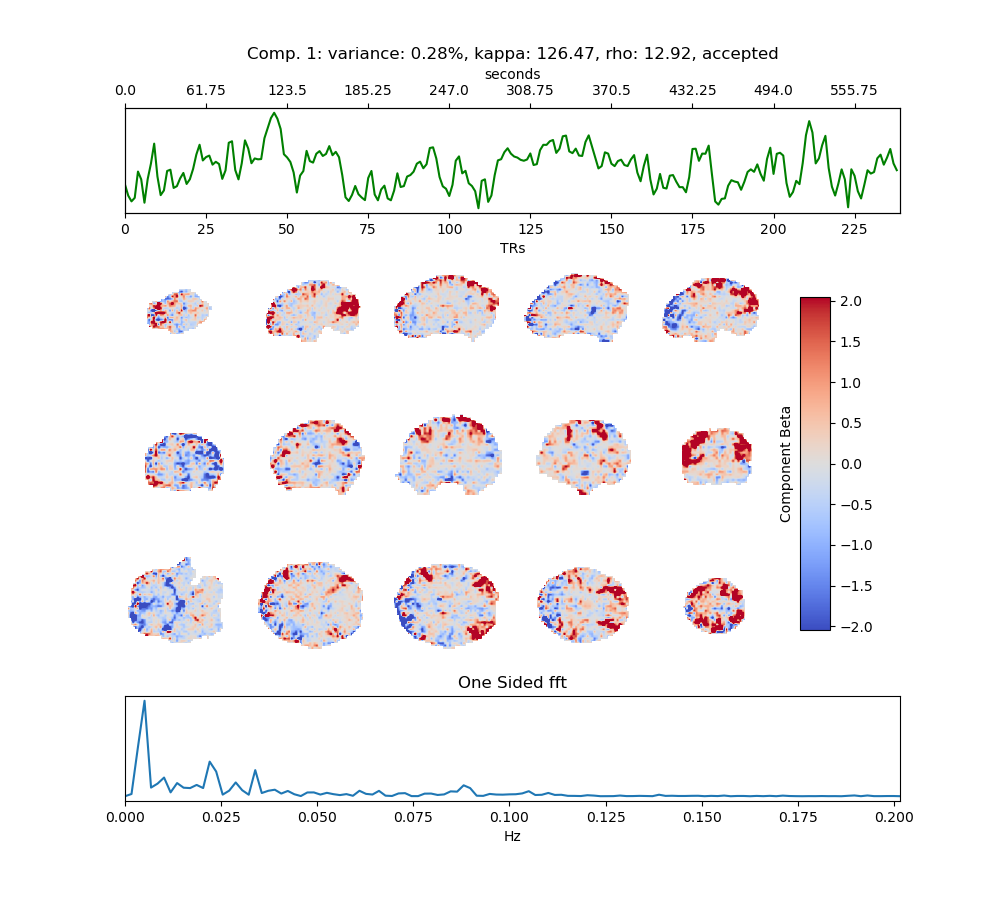 Comp. 1: variance: 0.28%, kappa: 126.47, rho: 12.92, accepted
seconds
0.0 61.75 123.5 185.25 247.0 308.75 370.5 432.25 494.0 555.75
0 25 50 75 100 125 150 175 200 225
TRs
2.0
1.5
1.0
0.5
0.0
−0.5
−1.0
−1.5
−2.0
Component Beta
One Sided fft
0.000 0.025 0.050 0.075 0.100 0.125 0.150 0.175 0.200
Hz